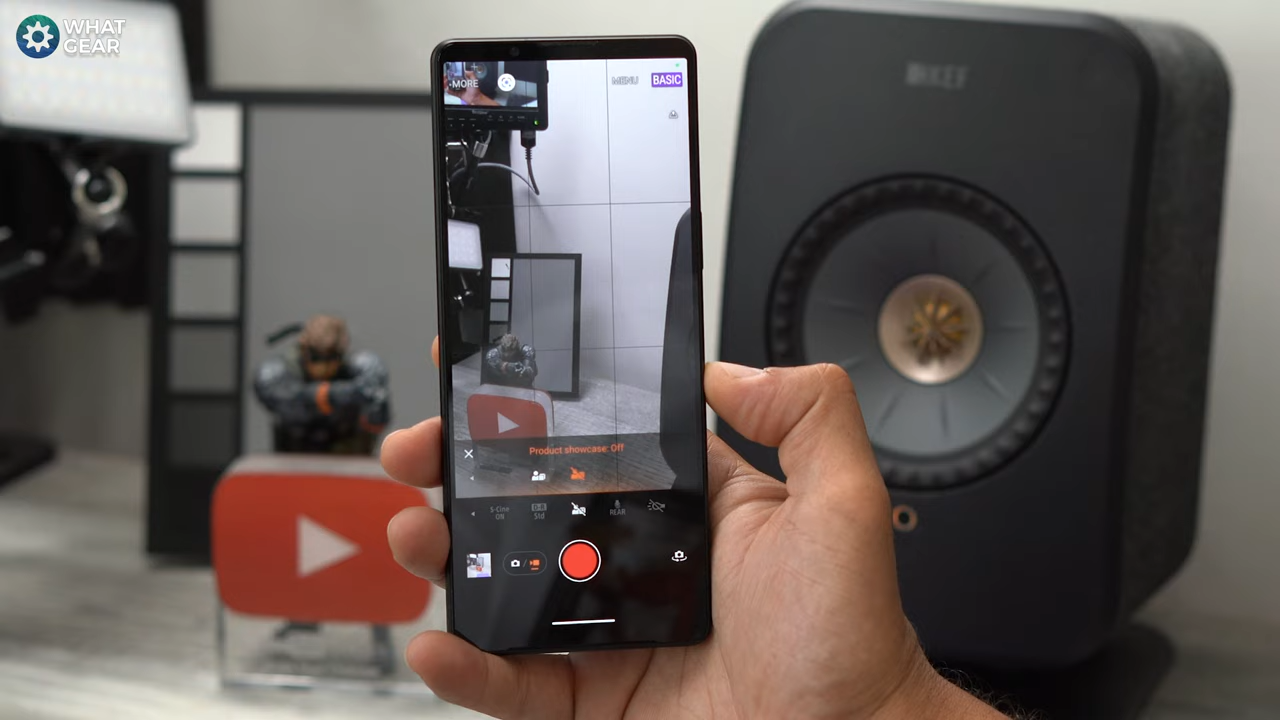 WHAT
GEAR
KEF
MORE
MENU
BASIC
Product showcase: Off
S-Cine
ON
D-R
Std
REAR